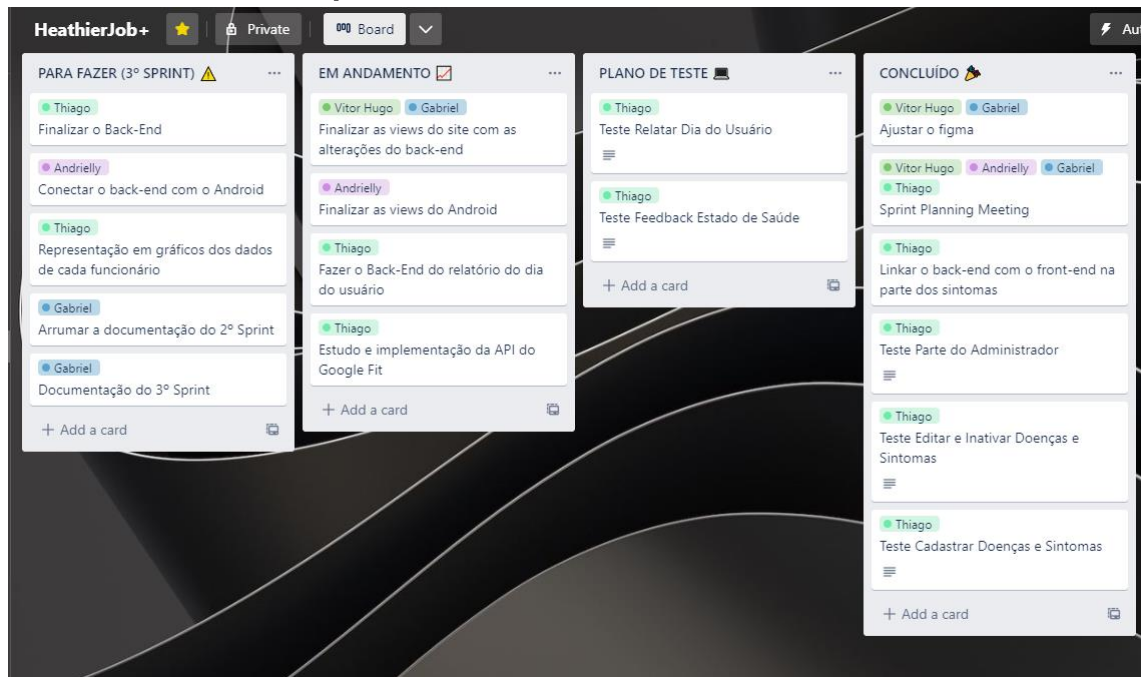 HeathierJob+ Private Board Au
PARA FAZER (3º SPRINT)
Thiago
Finalizar o Back-End
Andrielly
Conectar o back-end com o Android
Thiago
Representação em gráficos dos dados
de cada funcionário
Gabriel
Arrumar a documentação do 2º Sprint
Gabriel
Documentação do 3º Sprint
+ Add a card
EM ANDAMENTO
Vitor Hugo Gabriel
Finalizar as views do site com as
alterações do back-end
Andrielly
Finalizar as views do Android
Thiago
Fazer o Back-End do relatório do dia
do usuário
Thiago
Estudo e implementação da API do
Google Fit
+ Add a card
PLANO DE TESTE
Thiago
Teste Relatar Dia do Usuário
Thiago
Teste Feedback Estado de Saúde
+ Add a card
CONCLUÍDO
Vitor Hugo Gabriel
Ajustar o figma
Vitor Hugo Andrielly Gabriel
Thiago
Sprint Planning Meeting
Thiago
Linkar o back-end com o front-end na
parte dos sintomas
Thiago
Teste Parte do Administrador
Thiago
Teste Editar e Inativar Doenças e
Sintomas
Thiago
Teste Cadastrar Doenças e Sintomas
+ Add a card